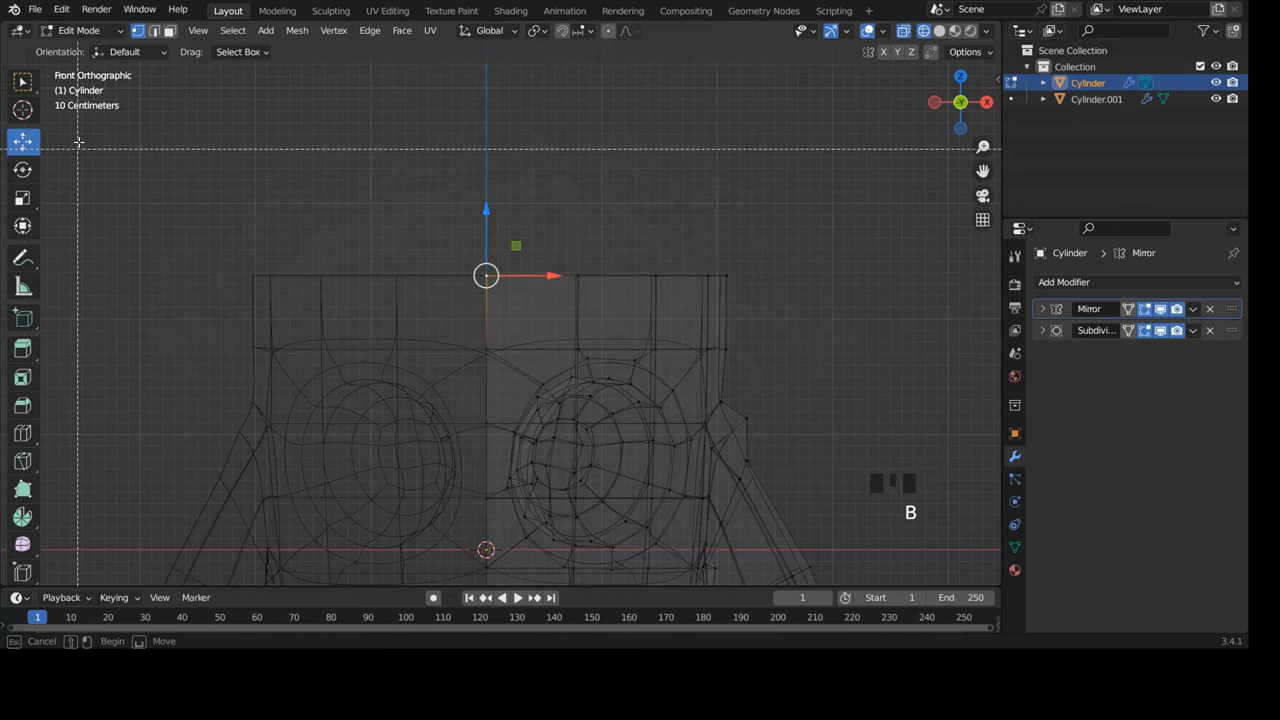 File Edit Render Window Help Layout Modeling Sculpting UV Editing Texture Paint Shading Animation Rendering Compositing Geometry Nodes Scripting Scene ViewLayer
Edit Mode View Select Add Mesh Vertex Edge Face UV Global
Orientation: Default Drag: Select Box X Y Z Options
Front Orthographic
(1) Cylinder
10 Centimeters
Z
X
-Y
Scene Collection
Collection
Cylinder
Cylinder.001
Cylinder > Mirror
Add Modifier
Mirror
Subdivi...
B
Playback Keying View Marker 1 Start 1 End 250
1 10 20 30 40 50 60 70 80 90 100 110 120 130 140 150 160 170 180 190 200 210 220 230 240 250
Esc Cancel Begin Move 3.4.1